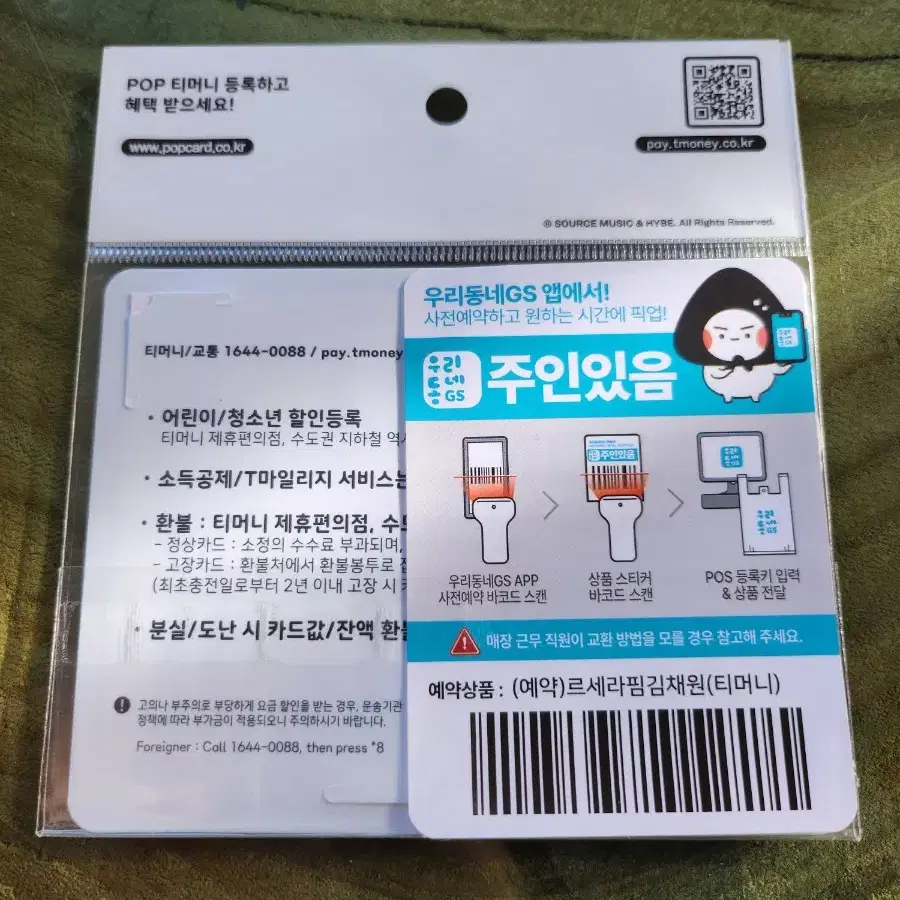 POP 티머니 등록하고
혜택 받으세요!
www.popcard.co.kr
pay.tmoney.co.kr
© SOURCE MUSIC & HYBE. All Rights Reserved.
티머니/교통 1644-0088 / pay.tmoney
· 어린이/청소년 할인등록
티머니 제휴편의점, 수도권 지하철 역
· 소득공제/T마일리지 서비스는
· 환불 : 티머니 제휴편의점, 수도
- 정상카드 : 소정의 수수료 부과되며,
- 고장카드 : 환불처에서 환불봉투로
(최초충전일로부터 2년 이내 고장 시
· 분실/도난 시 카드값/잔액 환불
고의나 부주의로 부당하게 요금 할인을 받는 경우, 운송기관
정책에 따라 부가금이 적용되오니 주의하시기 바랍니다.
Foreigner : Call 1644-0088, then press *8
우리동네GS 앱에서!
사전예약하고 원하는 시간에 픽업!
우리
동네
GS
주인있음
주인있음
우리동네GS APP
사전예약 바코드 스캔
상품 스티커
바코드 스캔
POS 등록키 입력
& 상품 전달
매장 근무 직원이 교환 방법을 모를 경우 참고해 주세요.
예약상품 : (예약)르세라핌김채원(티머니)